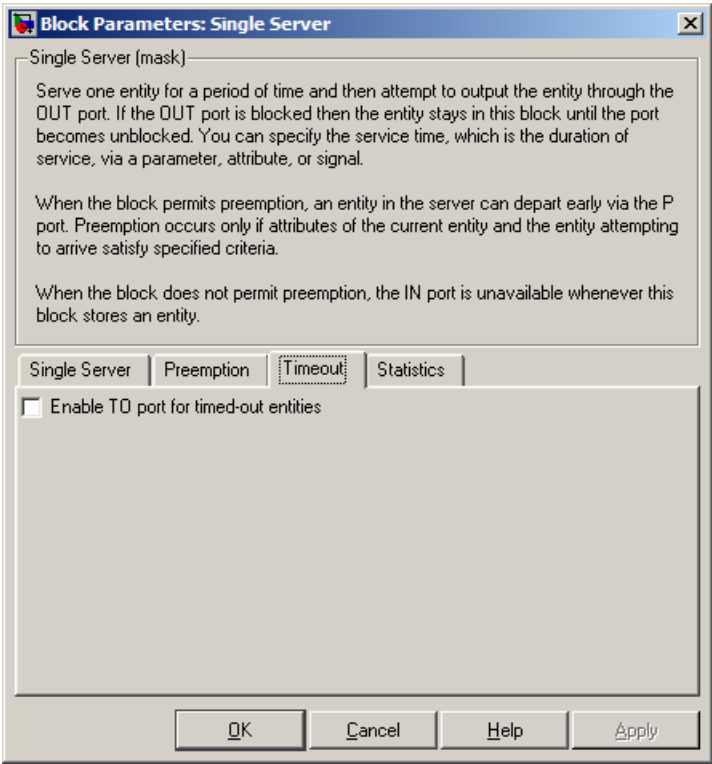 Block Parameters: Single Server
Single Server (mask)
Serve one entity for a period of time and then attempt to output the entity through the
OUT port. If the OUT port is blocked then the entity stays in this block until the port
becomes unblocked. You can specify the service time, which is the duration of
service, via a parameter, attribute, or signal.
When the block permits preemption, an entity in the server can depart early via the P
port. Preemption occurs only if attributes of the current entity and the entity attempting
to arrive satisfy specified criteria.
When the block does not permit preemption, the IN port is unavailable whenever this
block stores an entity.
Single Server Preemption Timeout Statistics
Enable TO port for timed-out entities
OK Cancel Help Apply